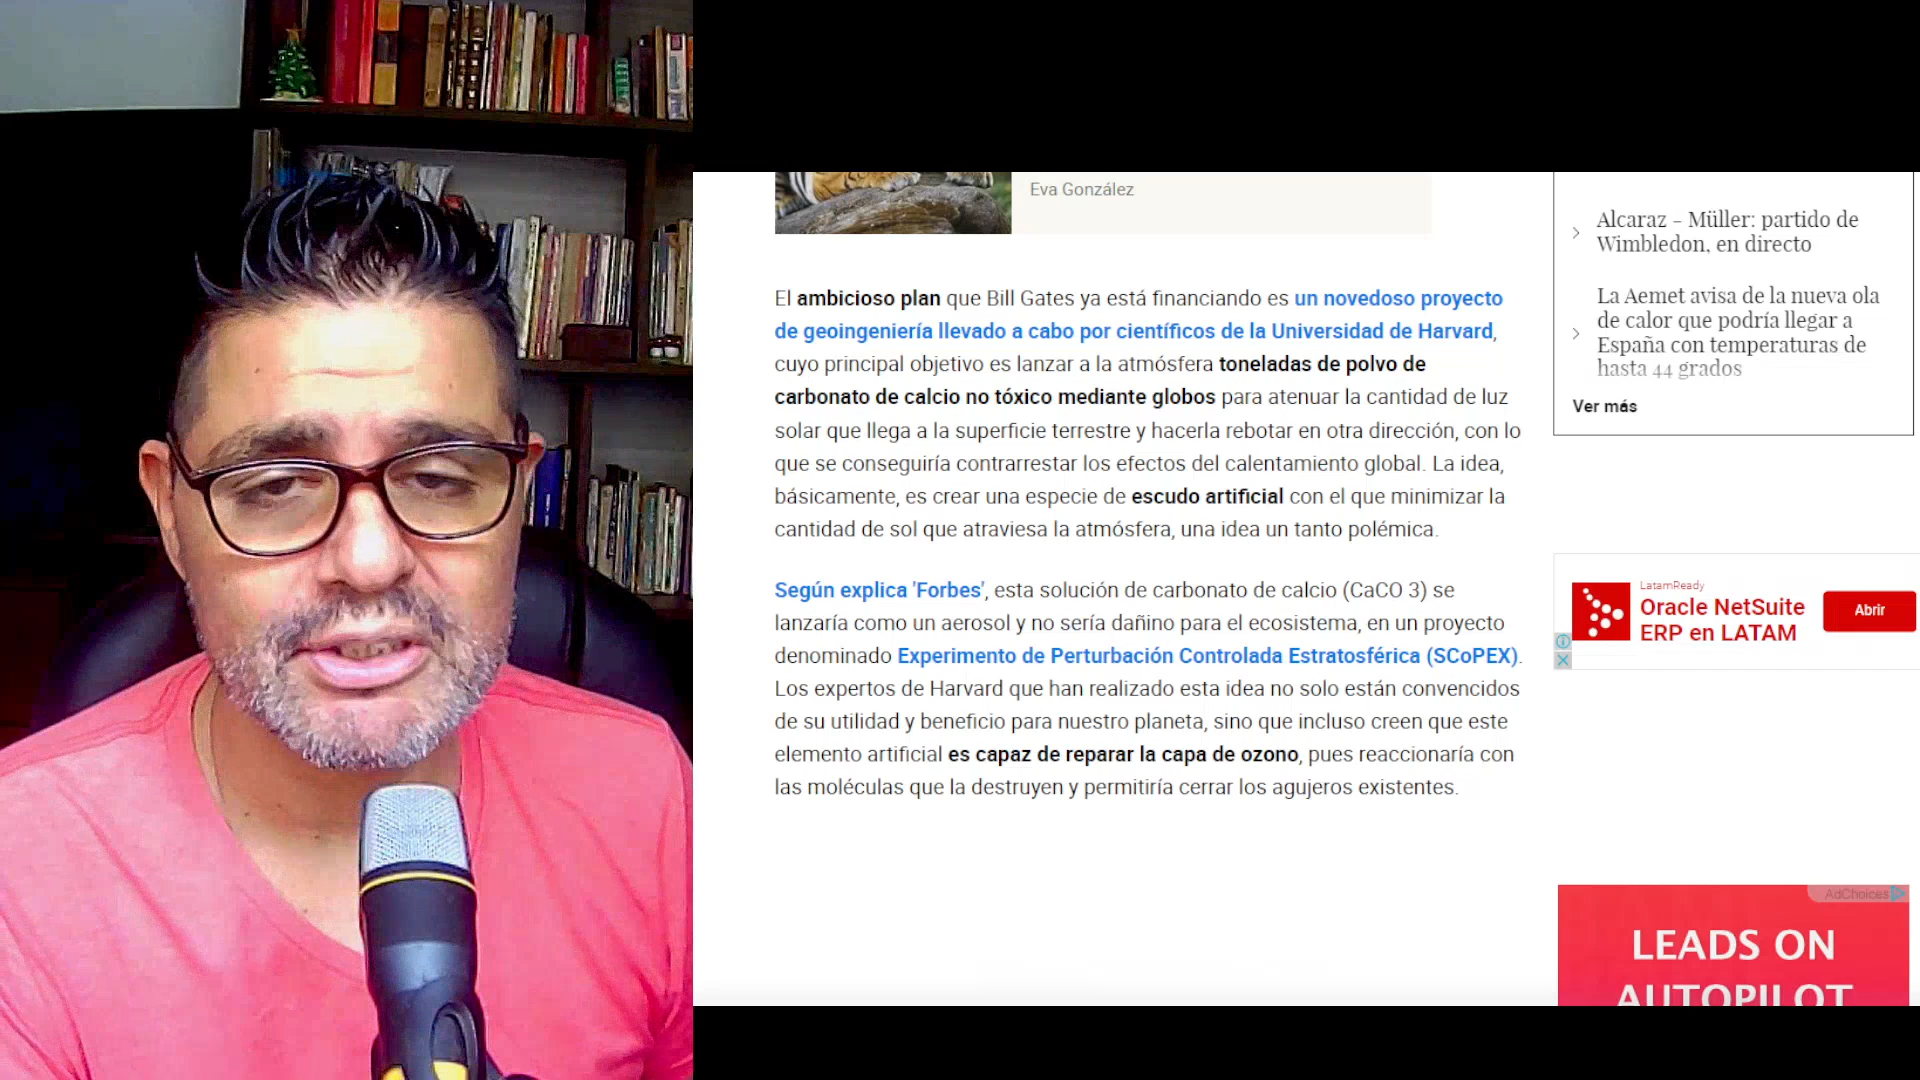 Eva González
El ambicioso plan que Bill Gates ya está financiando es un novedoso proyecto
de geoingeniería llevado a cabo por científicos de la Universidad de Harvard,
cuyo principal objetivo es lanzar a la atmósfera toneladas de polvo de
carbonato de calcio no tóxico mediante globos para atenuar la cantidad de luz
solar que llega a la superficie terrestre y hacerla rebotar en otra dirección, con lo
que se conseguiría contrarrestar los efectos del calentamiento global. La idea,
básicamente, es crear una especie de escudo artificial con el que minimizar la
cantidad de sol que atraviesa la atmósfera, una idea un tanto polémica.
Según explica 'Forbes', esta solución de carbonato de calcio (CaCO 3) se
lanzaría como un aerosol y no sería dañino para el ecosistema, en un proyecto
denominado Experimento de Perturbación Controlada Estratosférica (SCoPEX).
Los expertos de Harvard que han realizado esta idea no solo están convencidos
de su utilidad y beneficio para nuestro planeta, sino que incluso creen que este
elemento artificial es capaz de reparar la capa de ozono, pues reaccionaría con
las moléculas que la destruyen y permitiría cerrar los agujeros existentes.
Alcaraz - Müller: partido de
Wimbledon, en directo
La Aemet avisa de la nueva ola
de calor que podría llegar a
España con temperaturas de
hasta 44 grados
Ver más
LatamReady
Oracle NetSuite
ERP en LATAM
Abrir
AdChoices
LEADS ON
AUTOPILOT